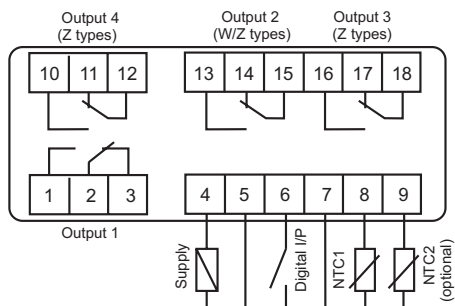 Output 4
(Z types)
Output 2
(W/Z types)
Output 3
(Z types)
10 11 12 13 14 15 16 17 18
1 2 3 4 5 6 7 8 9
Output 1
Supply
Digital I/P
NTC1
NTC2
(optional)